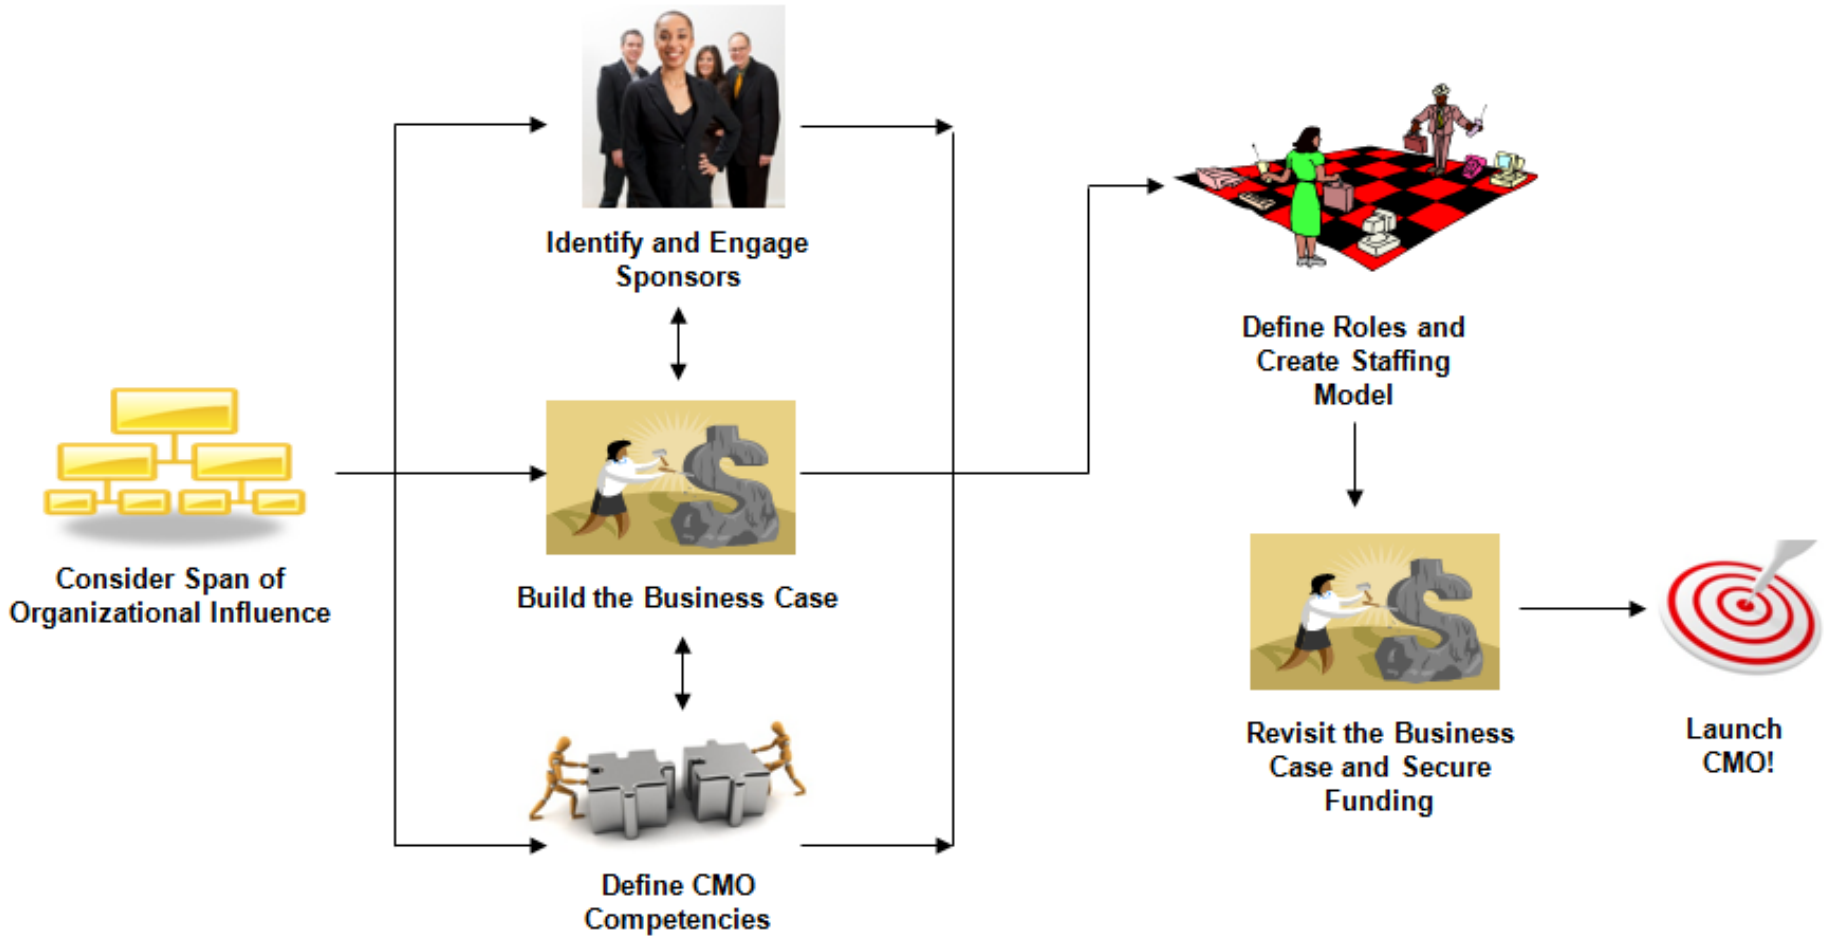 Identify and Engage
Sponsors
Define Roles and
Create Staffing
Model
Consider Span of
Organizational Influence
Build the Business Case
Revisit the Business
Case and Secure
Funding
Launch
CMO!
Define CMO
Competencies